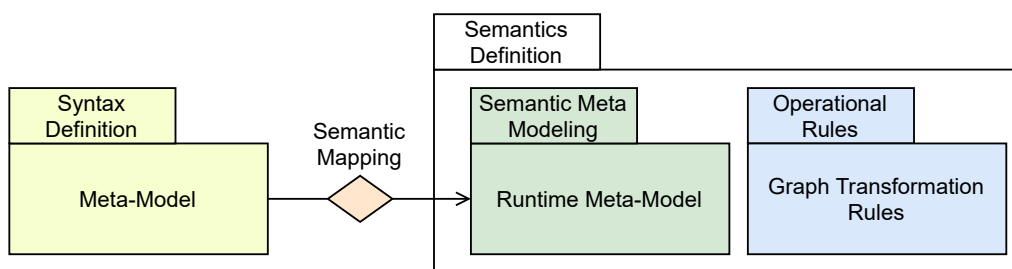 Semantics
Definition
Syntax
Definition
Meta-Model
Semantic
Mapping
Semantic Meta
Modeling
Runtime Meta-Model
Operational
Rules
Graph Transformation
Rules